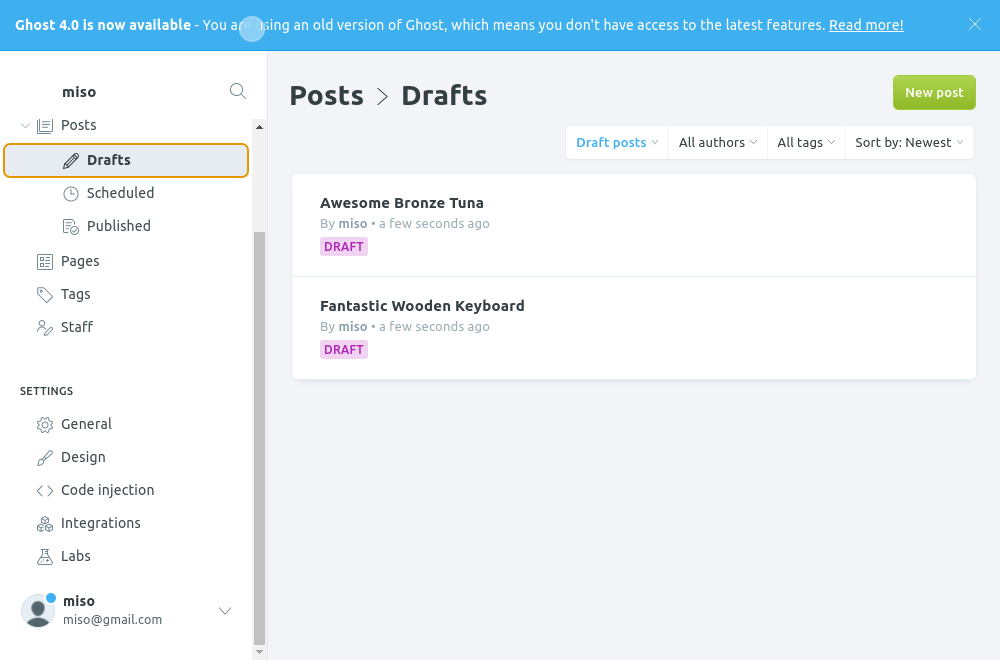 Ghost 4.0 is now available - You are using an old version of Ghost, which means you don't have access to the latest features. Read more!
miso
Posts
Drafts
Scheduled
Published
Pages
Tags
Staff
SETTINGS
General
Design
Code injection
Integrations
Labs
miso
miso@gmail.com
Posts > Drafts
New post
Draft posts All authors All tags Sort by: Newest
Awesome Bronze Tuna
By miso • a few seconds ago
DRAFT
Fantastic Wooden Keyboard
By miso • a few seconds ago
DRAFT